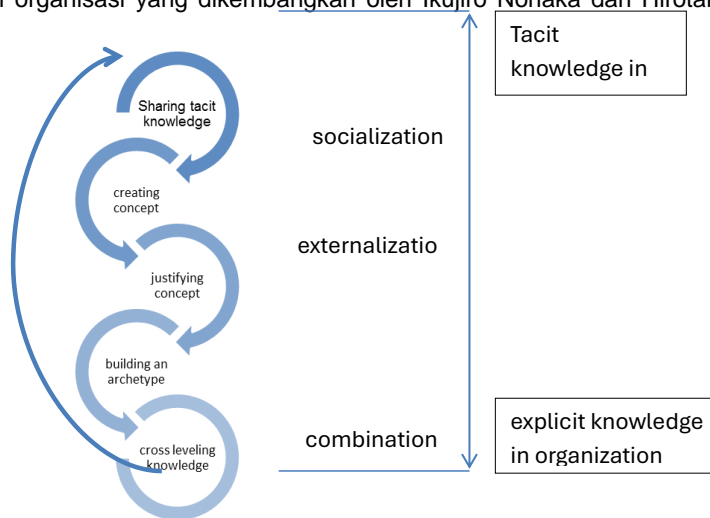 organisasi yang dikembangkan oleh Ikujiro Nonaka dan
Tacit
knowledge in
Sharing tacit
knowledge
socialization
creating
concept
externalizatio
justifying
concept
building an
archetype
combination
cross leveling
knowledge
explicit knowledge
in organization